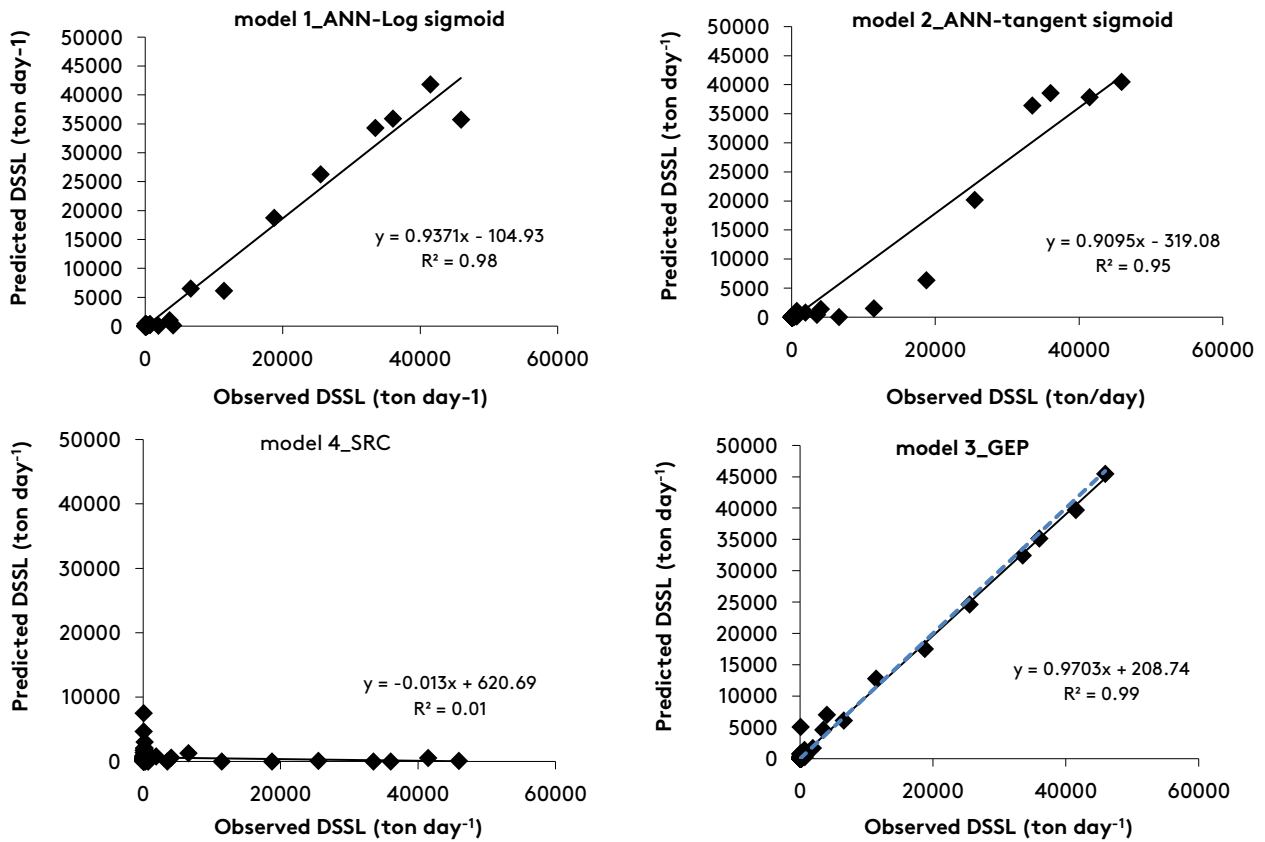 model 1_ANN-Log sigmoid
Predicted DSSL (ton day-1)
50000
45000
40000
35000
30000
25000
20000
15000
10000
5000
0
y = 0.9371x - 104.93
R² = 0.98
0 20000 40000 60000
Observed DSSL (ton day-1)
model 2_ANN-tangent sigmoid
Predicted DSSL (ton day⁻¹)
50000
45000
40000
35000
30000
25000
20000
15000
10000
5000
0
y = 0.9095x - 319.08
R² = 0.95
0 20000 40000 60000
Observed DSSL (ton/day)
model 4_SRC
Predicted DSSL (ton day⁻¹)
50000
40000
30000
20000
10000
0
y = -0.013x + 620.69
R² = 0.01
0 20000 40000 60000
Observed DSSL (ton day⁻¹)
model 3_GEP
Predicted DSSL (ton day⁻¹)
50000
45000
40000
35000
30000
25000
20000
15000
10000
5000
0
y = 0.9703x + 208.74
R² = 0.99
0 20000 40000 60000
Observed DSSL (ton day⁻¹)